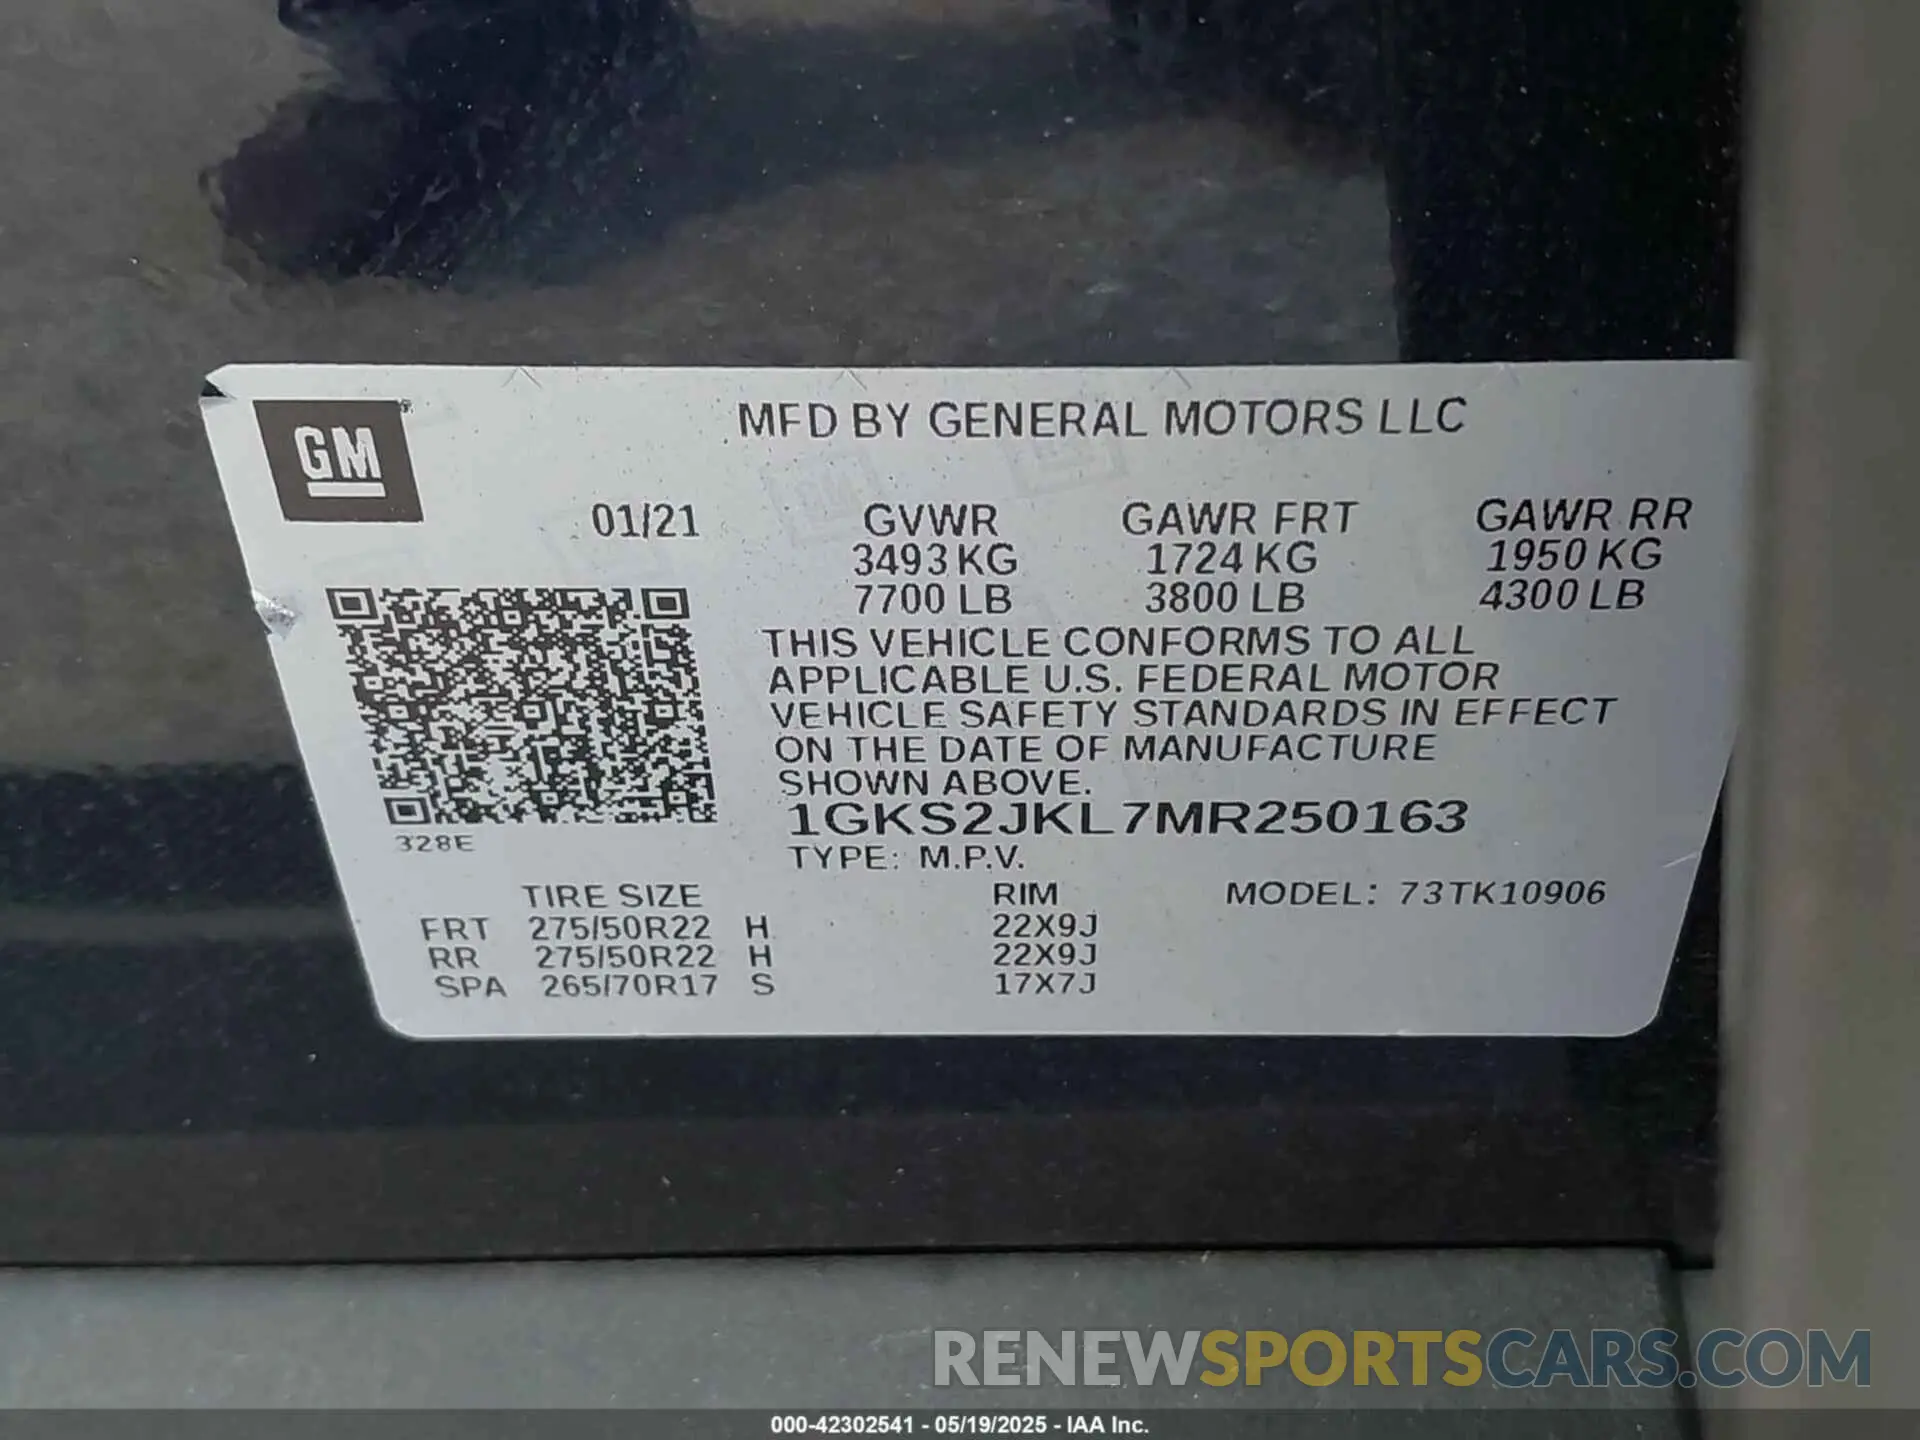 GM
MFD BY GENERAL MOTORS LLC
01/21 GVWR GAWR FRT GAWR RR
3493 KG 1724 KG 1950 KG
7700 LB 3800 LB 4300 LB
THIS VEHICLE CONFORMS TO ALL
APPLICABLE U.S. FEDERAL MOTOR
VEHICLE SAFETY STANDARDS IN EFFECT
ON THE DATE OF MANUFACTURE
SHOWN ABOVE.
1GKS2JKL7MR250163
328E
TYPE: M.P.V.
TIRE SIZE RIM MODEL: 73TK10906
FRT 275/50R22 H 22X9J
RR 275/50R22 H 22X9J
SPA 265/70R17 S 17X7J
RENEWSPORTSCARS.COM
000-42302541 - 05/19/2025 - IAA Inc.